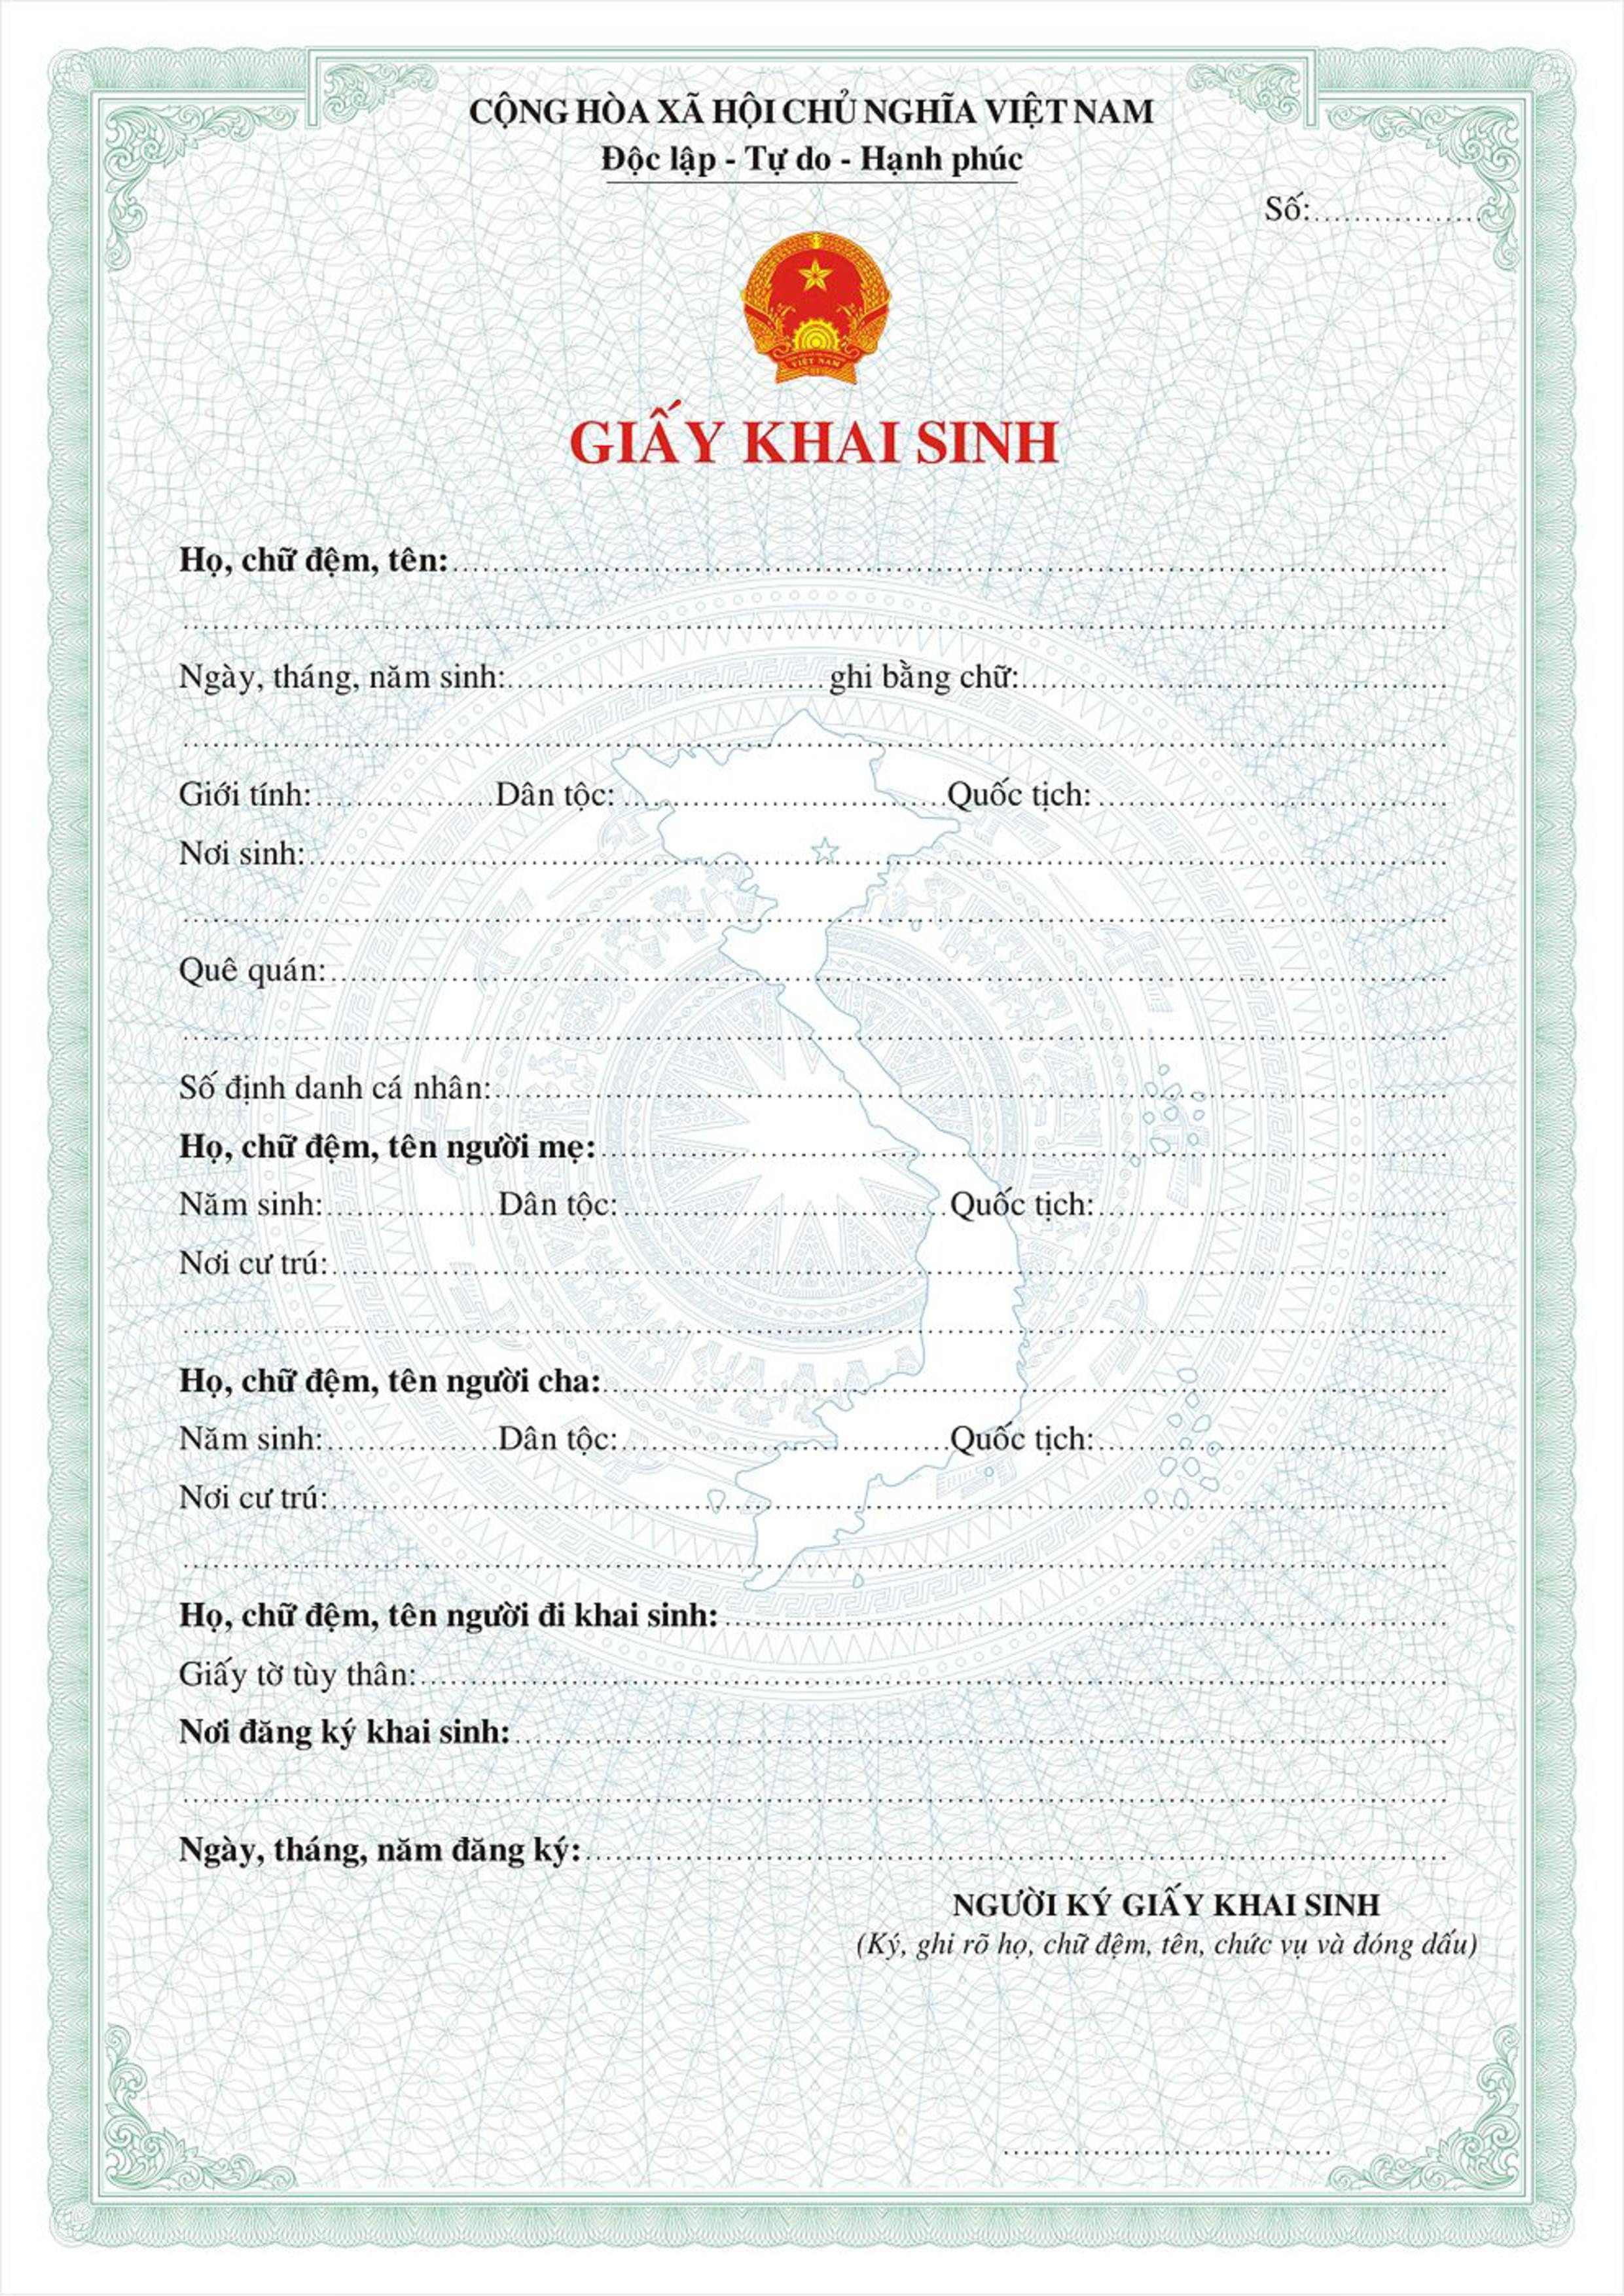 CỘNG HÒA XÃ HỘI CHỦ NGHĨA VIỆT NAM
Độc lập - Tự do - Hạnh phúc
Số:.................
VIỆT NAM
GIẤY KHAI SINH
Họ, chữ đệm, tên:....................................................................................................
...............................................................................................................................
Ngày, tháng, năm sinh:................................ghi bằng chữ:...........................................
...............................................................................................................................
Giới tính:..................Dân tộc:.................................Quốc tịch:...................................
Nơi sinh:...................................................................................................................
...............................................................................................................................
Quê quán:................................................................................................................
...............................................................................................................................
Số định danh cá nhân:................................................................................................
Họ, chữ đệm, tên người mẹ:.....................................................................................
Năm sinh:.................Dân tộc:.................................Quốc tịch:...................................
Nơi cư trú:................................................................................................................
...............................................................................................................................
Họ, chữ đệm, tên người cha:.....................................................................................
Năm sinh:.................Dân tộc:.................................Quốc tịch:...................................
Nơi cư trú:................................................................................................................
...............................................................................................................................
Họ, chữ đệm, tên người đi khai sinh:.........................................................................
Giấy tờ tùy thân:.......................................................................................................
Nơi đăng ký khai sinh:..............................................................................................
...............................................................................................................................
Ngày, tháng, năm đăng ký:.......................................................................................
NGƯỜI KÝ GIẤY KHAI SINH
(Ký, ghi rõ họ, chữ đệm, tên, chức vụ và đóng dấu)
.................................